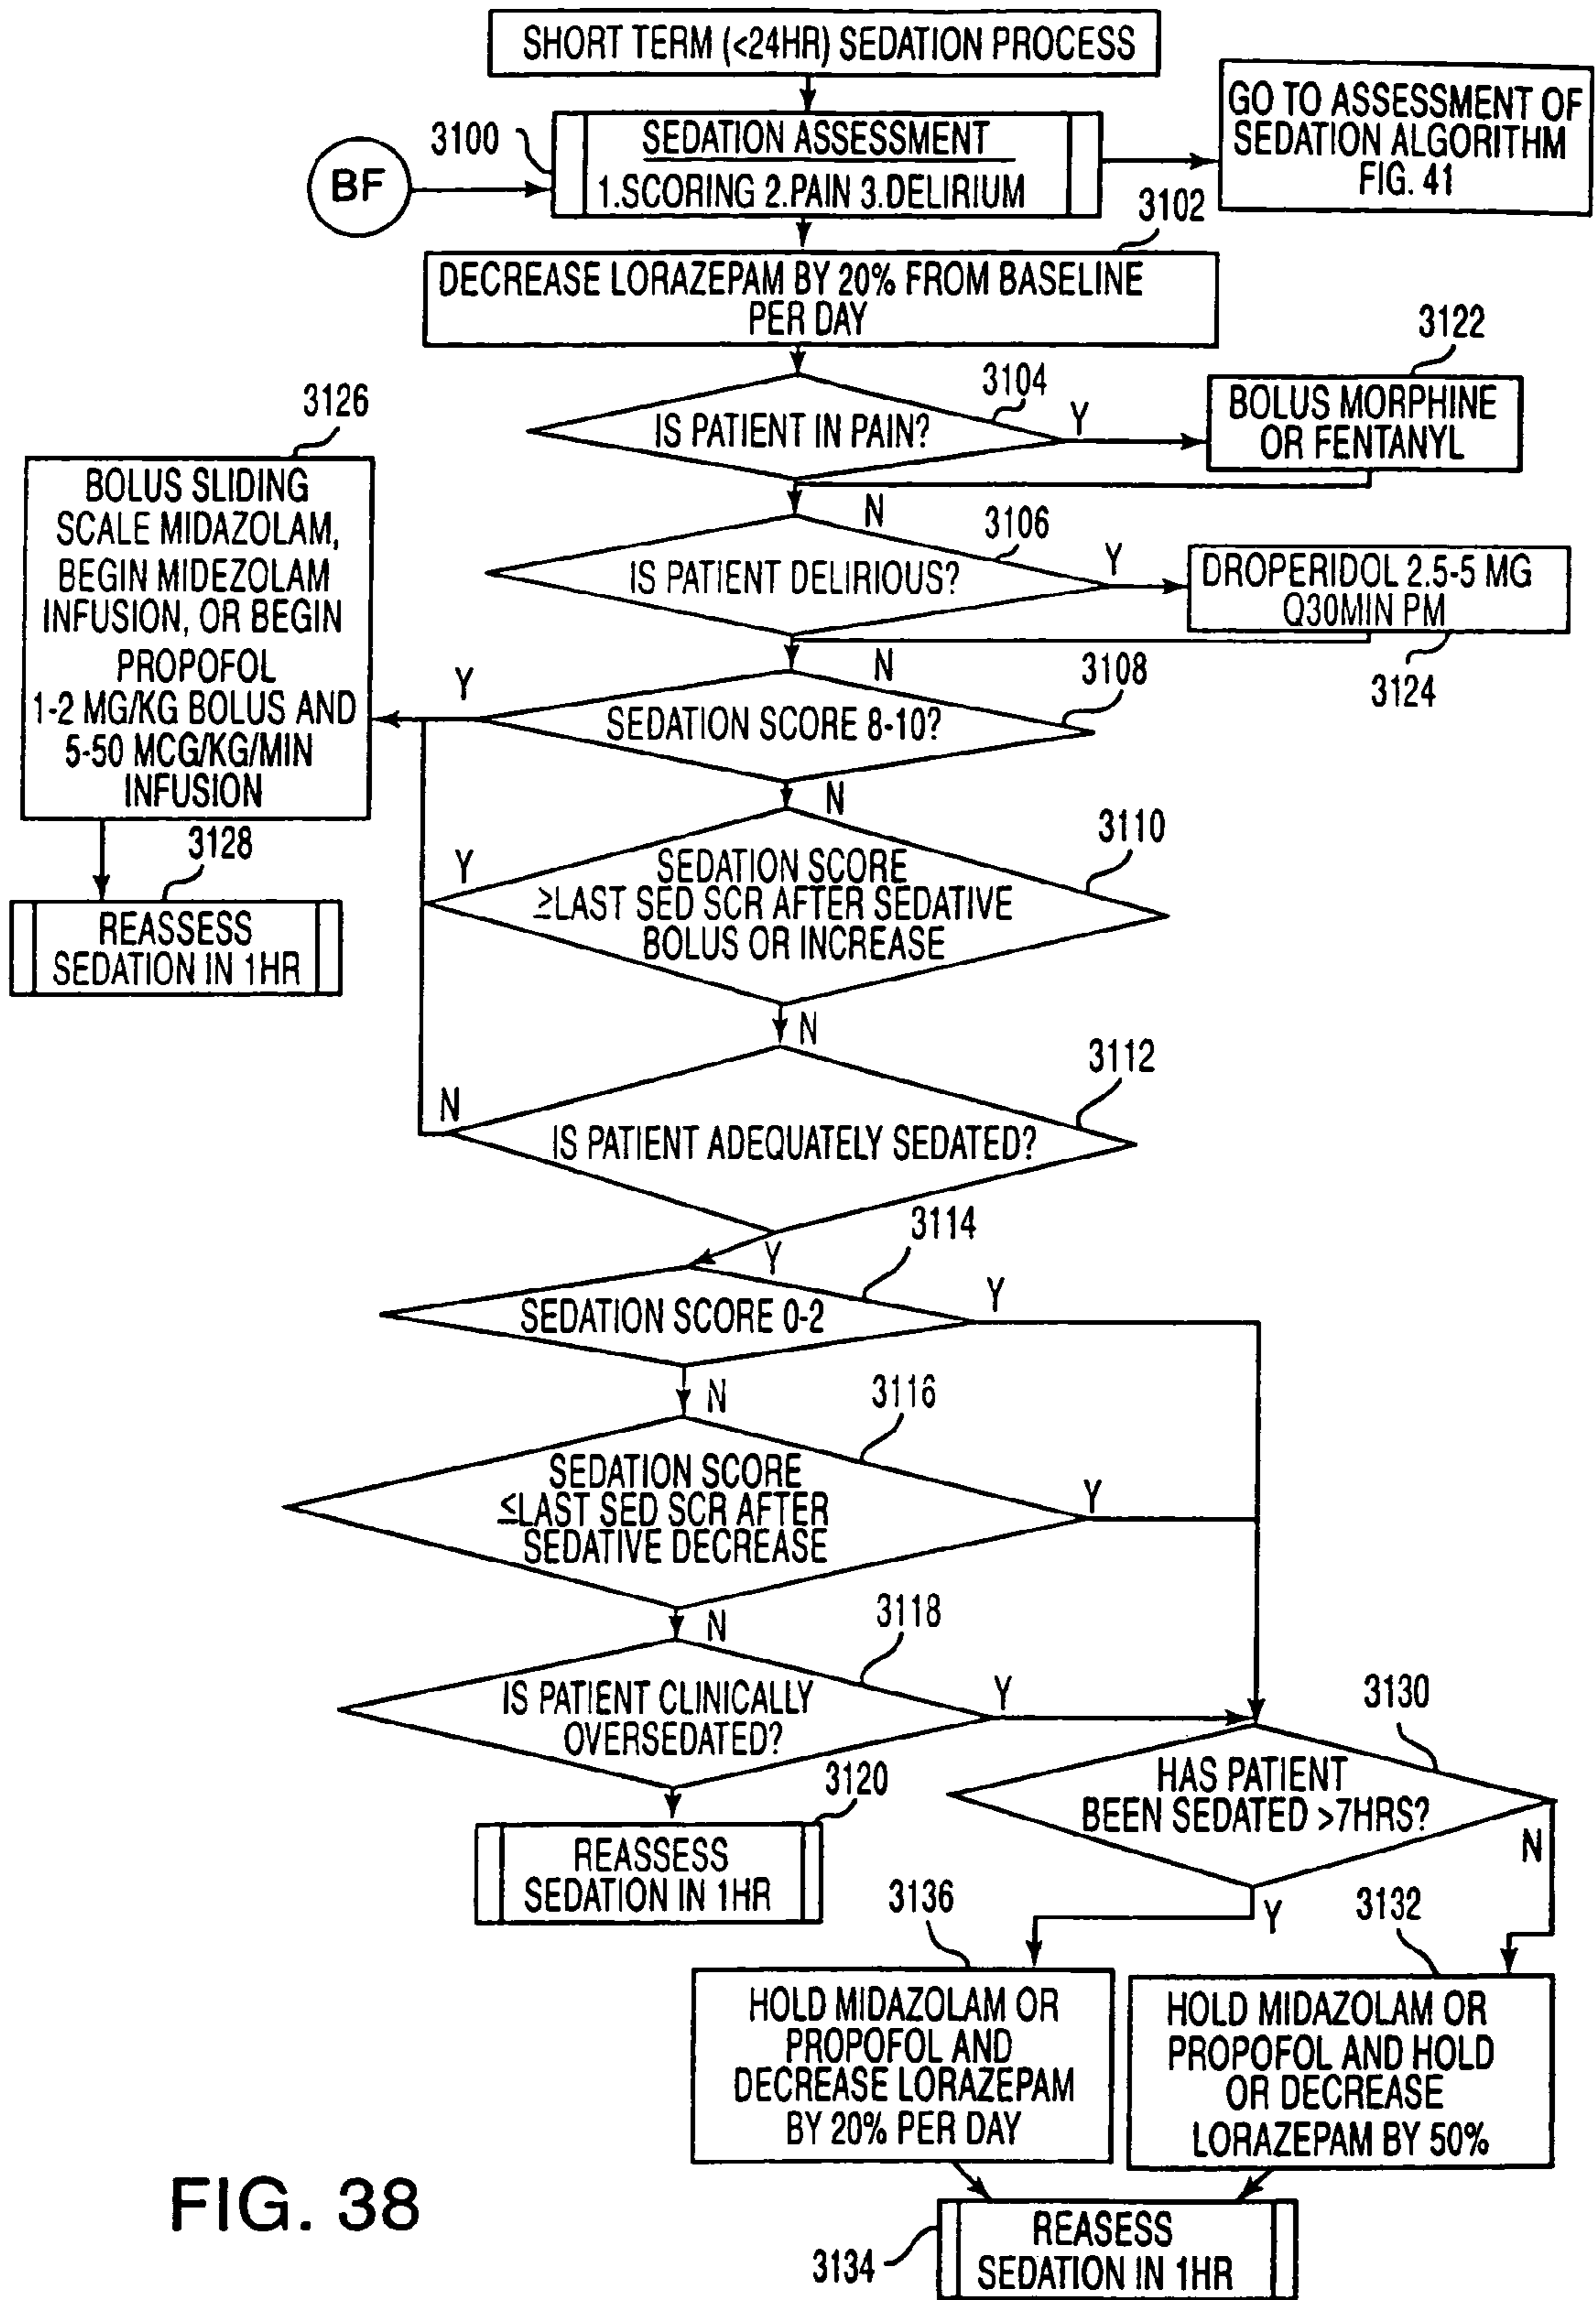 SHORT TERM (<24HR) SEDATION PROCESS
3100
SEDATION ASSESSMENT
1.SCORING 2.PAIN 3.DELIRIUM
BF
GO TO ASSESSMENT OF
SEDATION ALGORITHM
FIG. 41
3102
DECREASE LORAZEPAM BY 20% FROM BASELINE
PER DAY
3104
IS PATIENT IN PAIN?
Y
3122
BOLUS MORPHINE
OR FENTANYL
N
3106
IS PATIENT DELIRIOUS?
Y
DROPERIDOL 2.5-5 MG
Q30MIN PM
3124
N
3108
SEDATION SCORE 8-10?
Y
3126
BOLUS SLIDING
SCALE MIDAZOLAM,
BEGIN MIDEZOLAM
INFUSION, OR BEGIN
PROPOFOL
1-2 MG/KG BOLUS AND
5-50 MCG/KG/MIN
INFUSION
3128
REASSESS
SEDATION IN 1HR
N
3110
Y
SEDATION SCORE
≥LAST SED SCR AFTER SEDATIVE
BOLUS OR INCREASE
N
3112
N
IS PATIENT ADEQUATELY SEDATED?
Y
3114
SEDATION SCORE 0-2
Y
N
3116
SEDATION SCORE
≤LAST SED SCR AFTER
SEDATIVE DECREASE
Y
N
3118
IS PATIENT CLINICALLY
OVERSEDATED?
Y
3120
REASSESS
SEDATION IN 1HR
3130
HAS PATIENT
BEEN SEDATED >7HRS?
N
Y
3136
HOLD MIDAZOLAM OR
PROPOFOL AND
DECREASE LORAZEPAM
BY 20% PER DAY
3132
HOLD MIDAZOLAM OR
PROPOFOL AND HOLD
OR DECREASE
LORAZEPAM BY 50%
3134
REASESS
SEDATION IN 1HR
FIG. 38